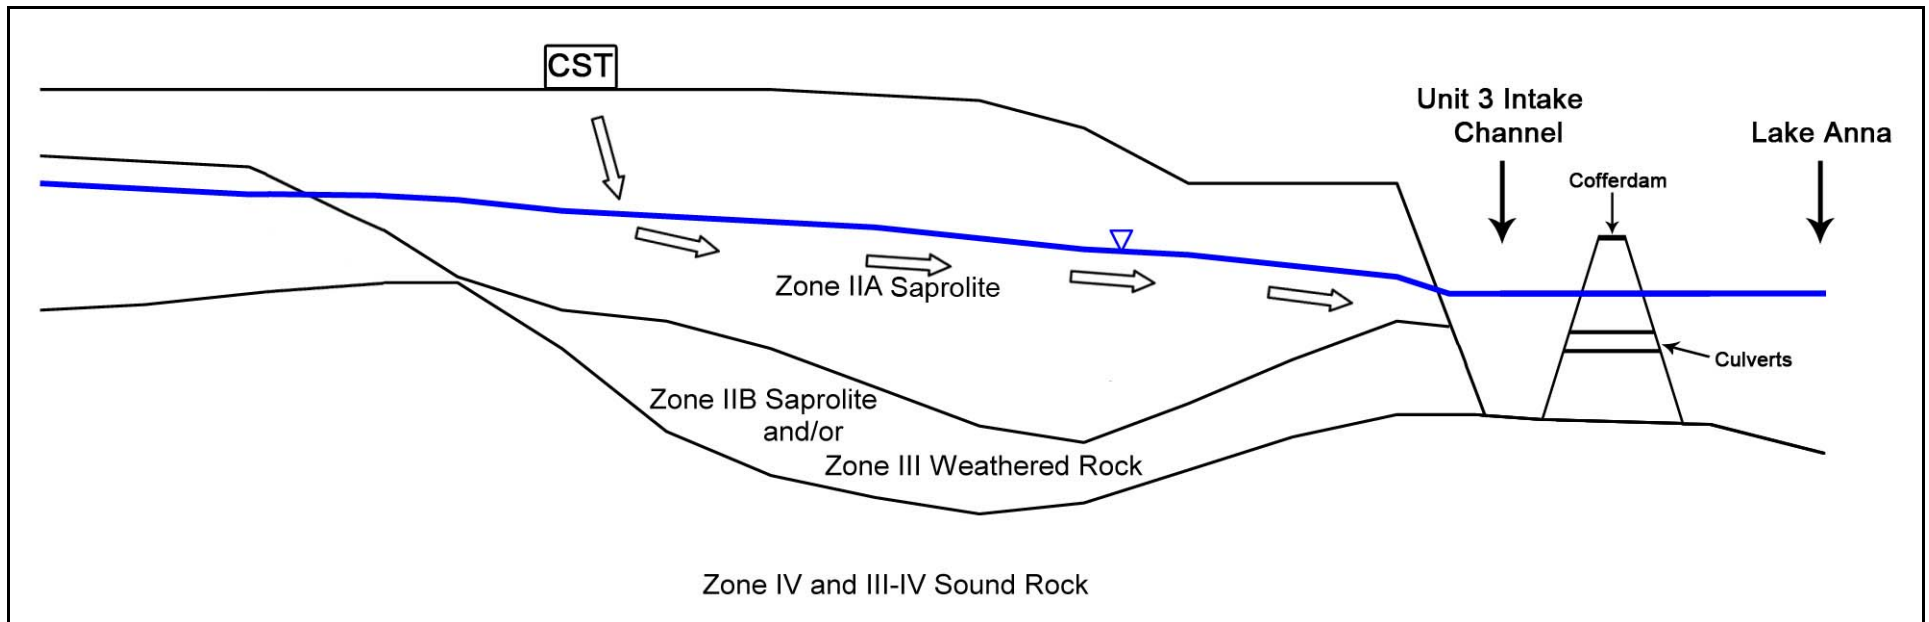 CST
Unit 3 Intake
Channel
Lake Anna
Cofferdam
Zone IIA Saprolite
Culverts
Zone IIB Saprolite
and/or
Zone III Weathered Rock
Zone IV and III-IV Sound Rock